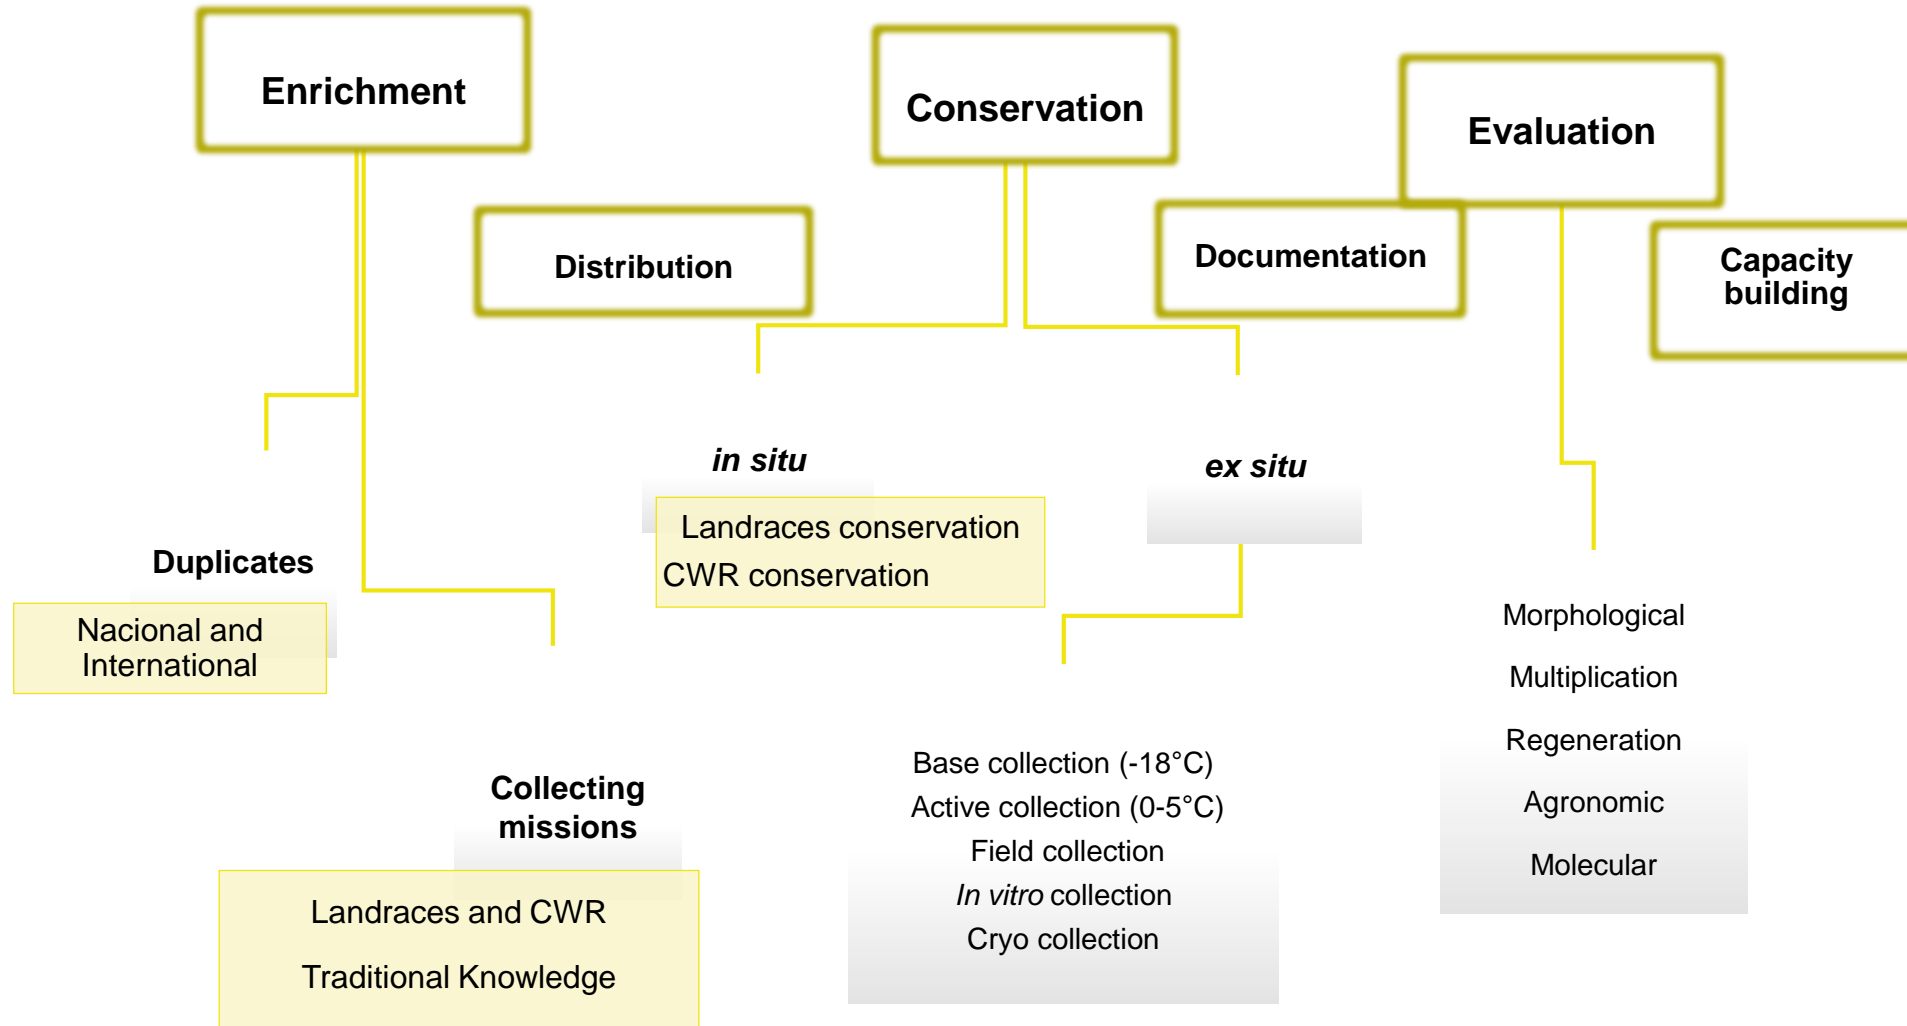 Enrichment
Conservation
Evaluation
Distribution
Documentation
Capacity
building
in situ
ex situ
Landraces conservation
CWR conservation
Duplicates
Nacional and
International
Collecting
missions
Landraces and CWR
Traditional Knowledge
Base collection (-18°C)
Active collection (0-5°C)
Field collection
In vitro collection
Cryo collection
Morphological
Multiplication
Regeneration
Agronomic
Molecular